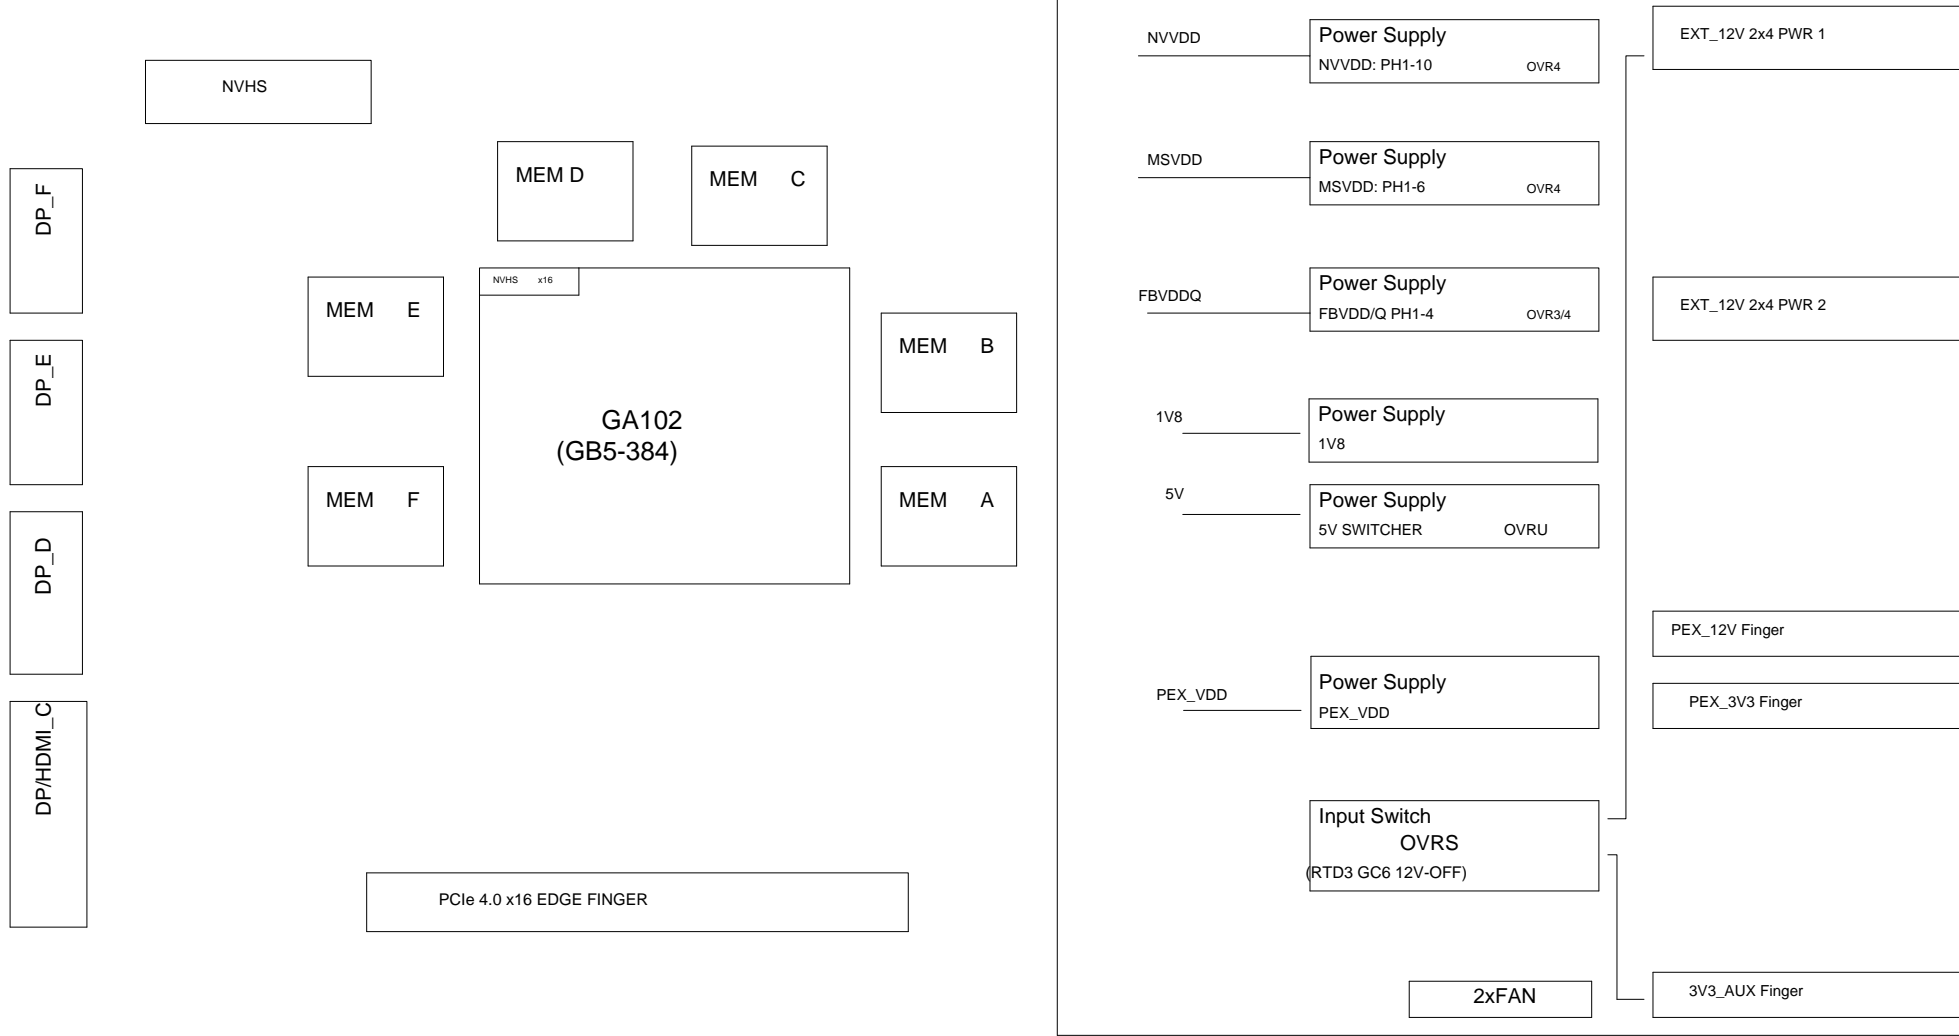 NVHS
DP_F
DP_E
DP_D
DP/HDMI_C
MEM D
MEM C
MEM E
MEM B
MEM F
MEM A
NVHS x16
GA102
(GB5-384)
PCIe 4.0 x16 EDGE FINGER
NVVDD
Power Supply
NVVDD: PH1-10 OVR4
MSVDD
Power Supply
MSVDD: PH1-6 OVR4
FBVDDQ
Power Supply
FBVDD/Q PH1-4 OVR3/4
1V8
Power Supply
1V8
5V
Power Supply
5V SWITCHER OVRU
PEX_VDD
Power Supply
PEX_VDD
Input Switch
OVRS
(RTD3 GC6 12V-OFF)
2xFAN
EXT_12V 2x4 PWR 1
EXT_12V 2x4 PWR 2
PEX_12V Finger
PEX_3V3 Finger
3V3_AUX Finger